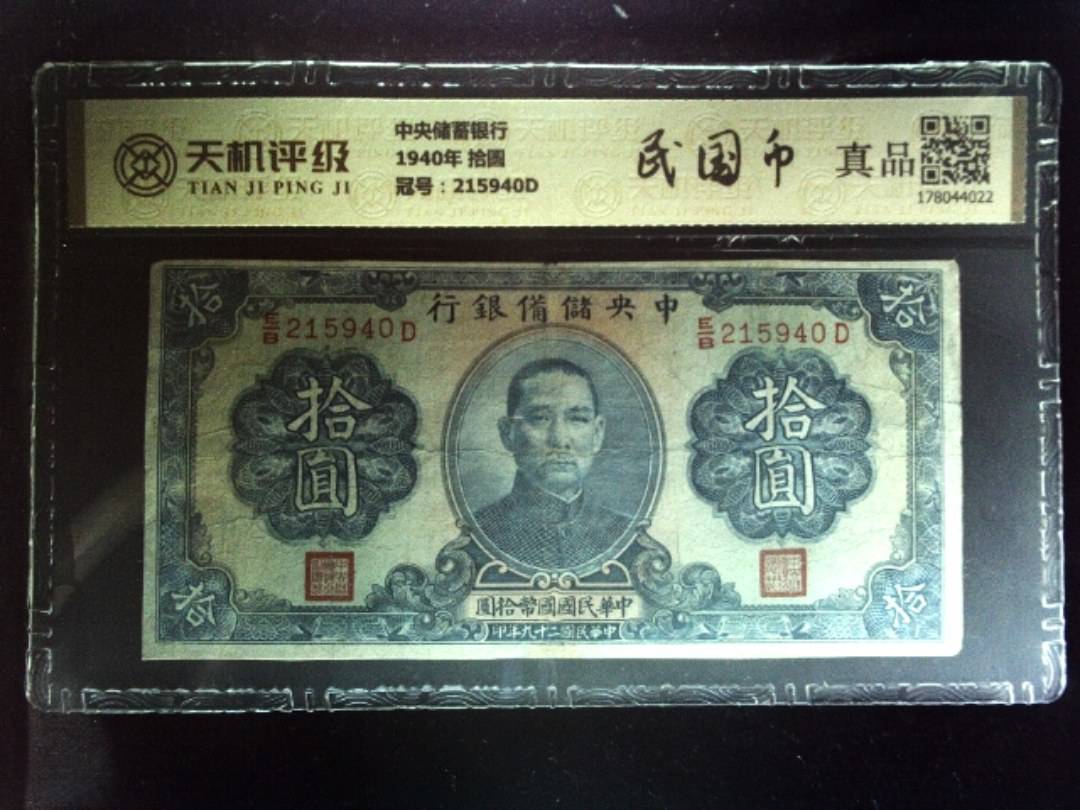 天机评级
TIAN JI PING JI
中央储蓄银行
1940年 拾圓
冠号：215940D
民国币
真品
178044022
拾
拾
行銀備儲央中
E/B 215940 D
E/B 215940 D
拾圓
拾圓
圓拾幣國國民華中
印年九十二國民華中
拾
拾